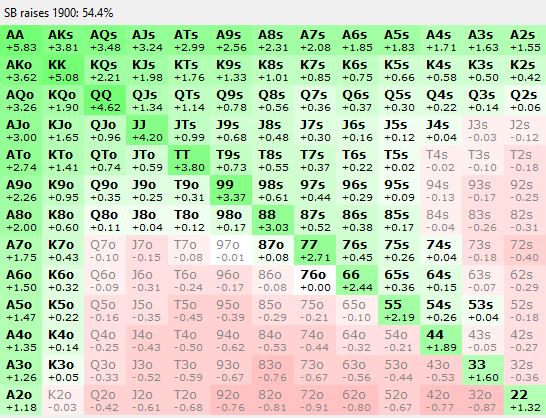 SB raises 1900: 54.4%
AA AKs AQs AJs ATs A9s A8s A7s A6s A5s A4s A3s A2s
+5.83 +3.81 +3.48 +3.24 +2.99 +2.56 +2.31 +2.08 +1.85 +1.83 +1.71 +1.63 +1.55
AKo KK KQs KJs KTs K9s K8s K7s K6s K5s K4s K3s K2s
+3.62 +5.08 +2.21 +1.98 +1.76 +1.33 +1.01 +0.85 +0.75 +0.66 +0.58 +0.50 +0.42
AQo KQo QQ QJs QTs Q9s Q8s Q7s Q6s Q5s Q4s Q3s Q2s
+3.26 +1.90 +4.62 +1.34 +1.14 +0.78 +0.56 +0.36 +0.37 +0.30 +0.22 +0.14 +0.06
AJo KJo QJo JJ JTs J9s J8s J7s J6s J5s J4s J3s J2s
+3.00 +1.65 +0.96 +4.20 +0.99 +0.68 +0.48 +0.30 +0.16 +0.12 +0.04 -0.03 -0.12
ATo KTo QTo JTo TT T9s T8s T7s T6s T5s T4s T3s T2s
+2.74 +1.41 +0.74 +0.59 +3.80 +0.73 +0.55 +0.37 +0.22 +0.02 -0.02 -0.10 -0.18
A9o K9o Q9o J9o T9o 99 98s 97s 96s 95s 94s 93s 92s
+2.26 +0.95 +0.35 +0.25 +0.31 +3.37 +0.61 +0.44 +0.29 +0.09 -0.13 -0.17 -0.25
A8o K8o Q8o J8o T8o 98o 88 87s 86s 85s 84s 83s 82s
+2.00 +0.60 +0.11 +0.04 +0.12 +0.17 +3.03 +0.52 +0.38 +0.17 -0.04 -0.26 -0.31
A7o K7o Q7o J7o T7o 97o 87o 77 76s 75s 74s 73s 72s
+1.75 +0.43 -0.10 -0.15 -0.08 -0.01 +0.08 +2.71 +0.45 +0.26 +0.04 -0.18 -0.40
A6o K6o Q6o J6o T6o 96o 86o 76o 66 65s 64s 63s 62s
+1.50 +0.32 -0.09 -0.31 -0.24 -0.16 -0.08 +0.00 +2.44 +0.36 +0.15 -0.07 -0.29
A5o K5o Q5o J5o T5o 95o 85o 75o 65o 55 54s 53s 52s
+1.47 +0.22 -0.16 -0.35 -0.45 -0.39 -0.29 -0.21 -0.10 +2.19 +0.26 +0.04 -0.18
A4o K4o Q4o J4o T4o 94o 84o 74o 64o 54o 44 43s 42s
+1.35 +0.14 -0.25 -0.43 -0.50 -0.62 -0.53 -0.44 -0.32 -0.21 +1.89 -0.05 -0.27
A3o K3o Q3o J3o T3o 93o 83o 73o 63o 53o 43o 33 32s
+1.26 +0.05 -0.33 -0.52 -0.59 -0.67 -0.76 -0.67 -0.56 -0.44 -0.53 +1.60 -0.36
A2o K2o Q2o J2o T2o 92o 82o 72o 62o 52o 42o 32o 22
+1.18 -0.03 -0.42 -0.61 -0.68 -0.76 -0.81 -0.91 -0.80 -0.67 -0.77 -0.87 +1.32